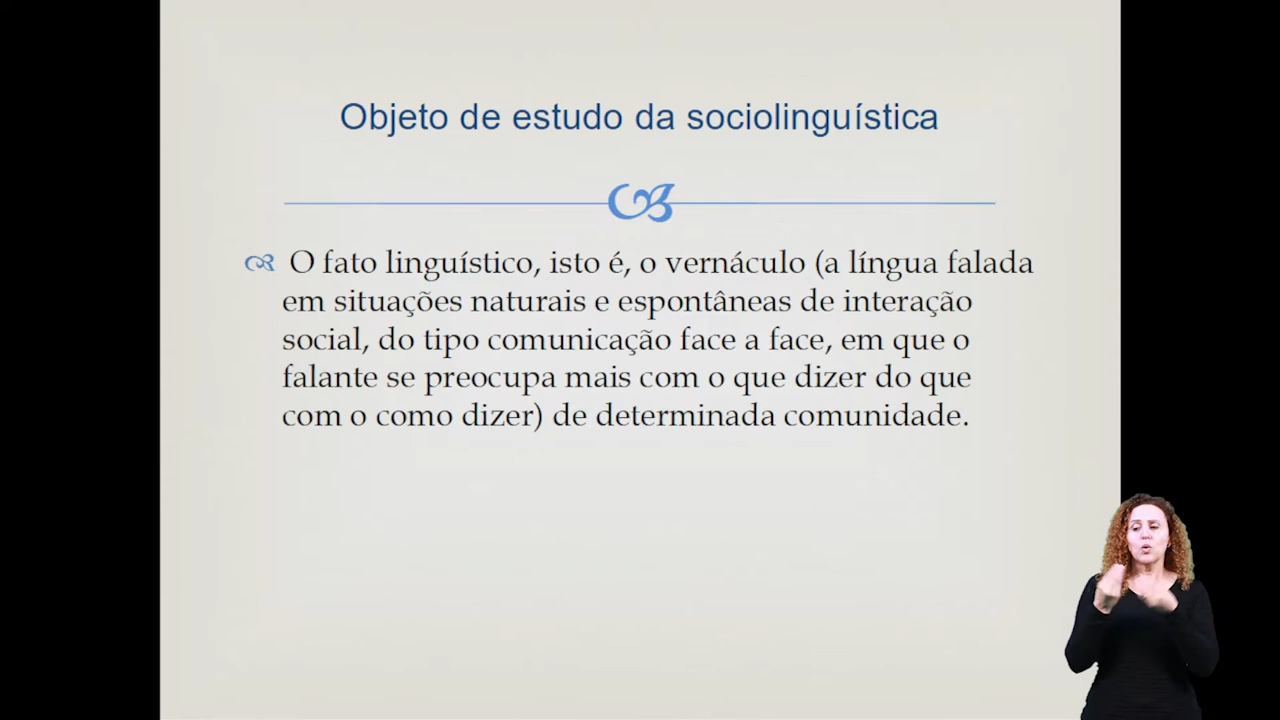 Objeto de estudo da sociolinguística
O fato linguístico, isto é, o vernáculo (a língua falada
em situações naturais e espontâneas de interação
social, do tipo comunicação face a face, em que o
falante se preocupa mais com o que dizer do que
com o como dizer) de determinada comunidade.